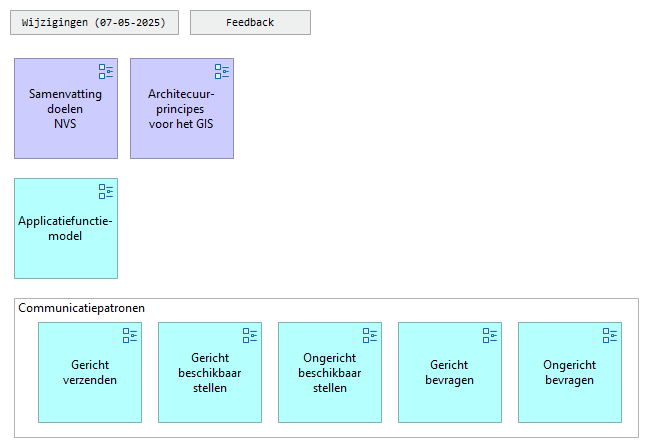 Wijzigingen (07-05-2025)
Feedback
Samenvatting
doelen
NVS
Architecuur-
principes
voor het GIS
Applicatiefunctie-
model
Communicatiepatronen
Gericht
verzenden
Gericht
beschikbaar
stellen
Ongericht
beschikbaar
stellen
Gericht
bevragen
Ongericht
bevragen